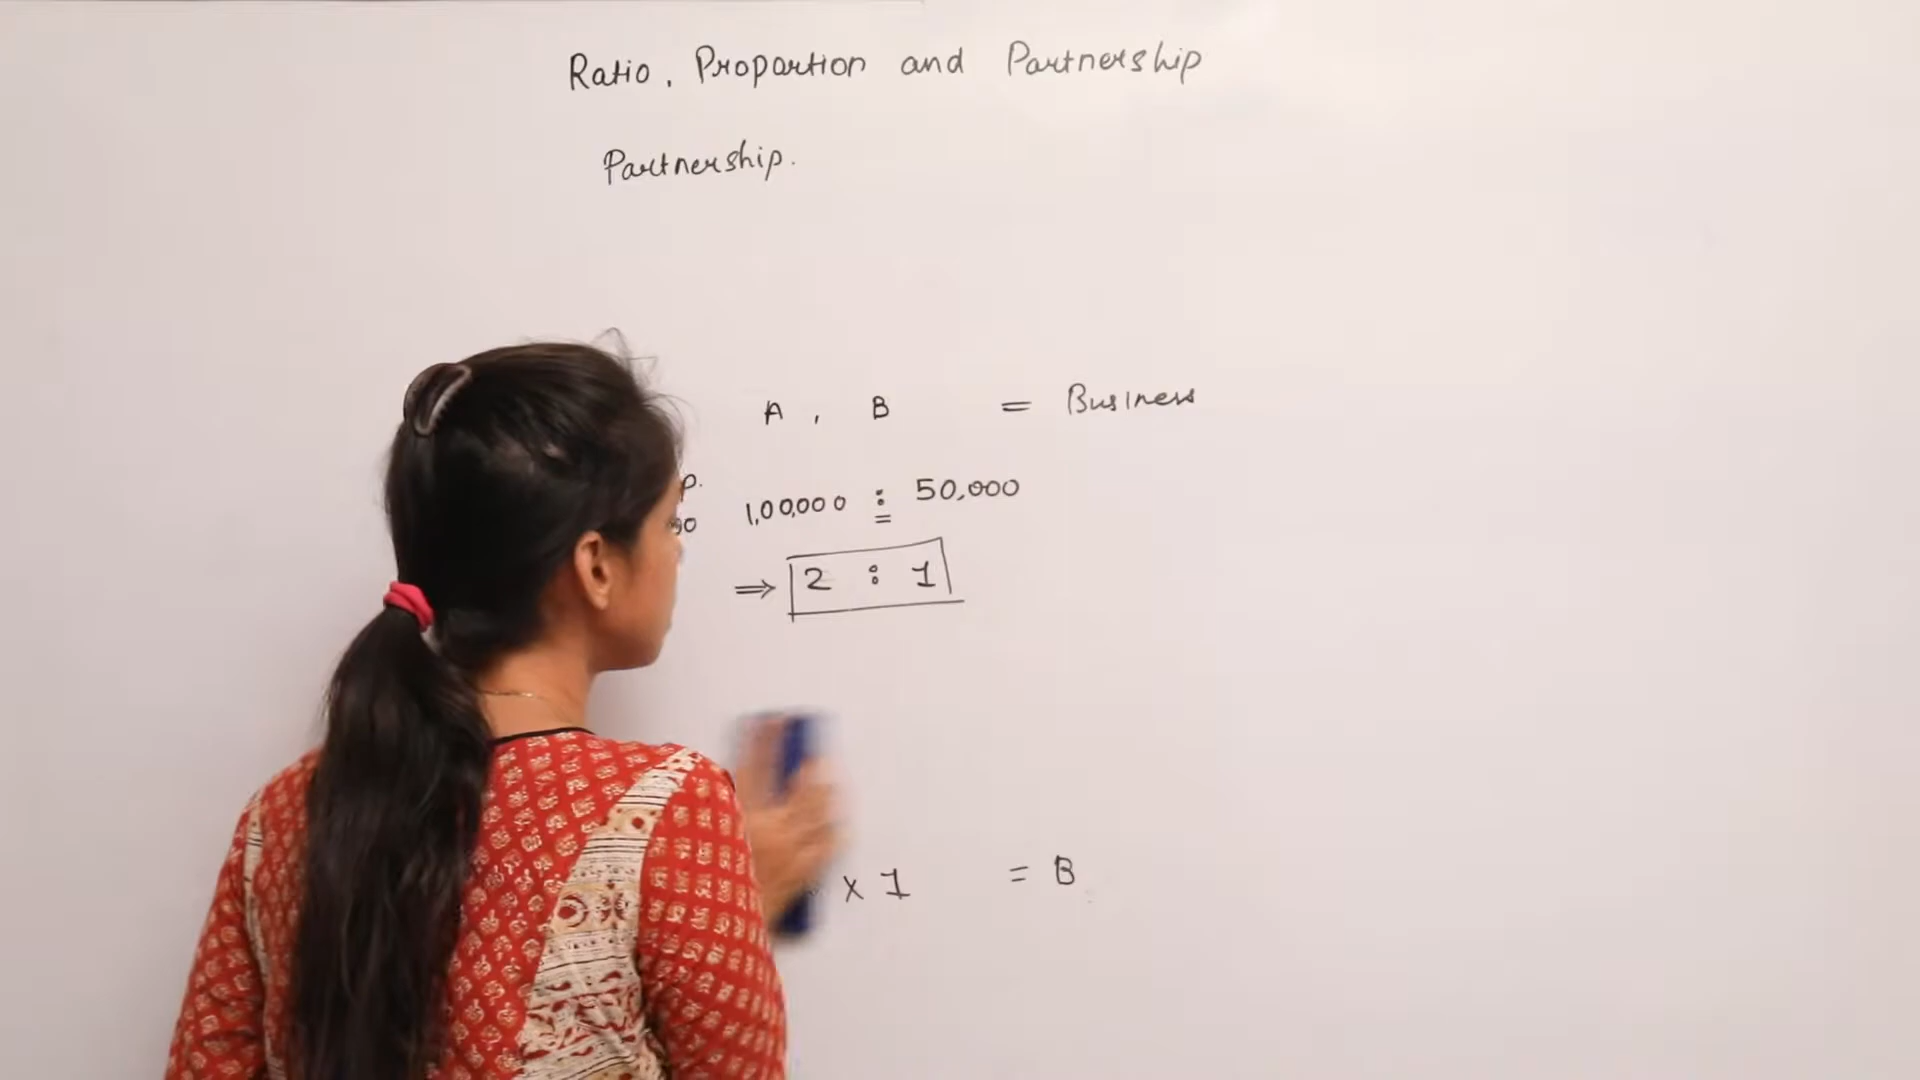 Ratio, Proportion and Partnership
Partnership.
A , B = Business
p. 1,00,000 : 50,000
⇒ 2 : 1
x 1 = B